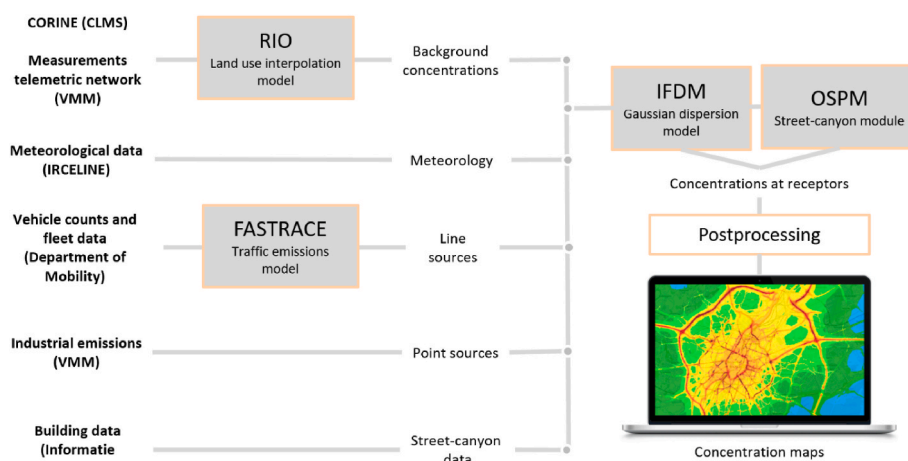 CORINE (CLMS)
Measurements
telemetric network
(VMM)
RIO
Land use interpolation
model
Background
concentrations
Meteorological data
(IRCELINE)
Meteorology
Vehicle counts and
fleet data
(Department of
Mobility)
FASTRACE
Traffic emissions
model
Line
sources
Industrial emissions
(VMM)
Point sources
Building data
(Informatie
Street-canyon
data
IFDM
Gaussian dispersion
model
OSPM
Street-canyon module
Concentrations at receptors
Postprocessing
Concentration maps